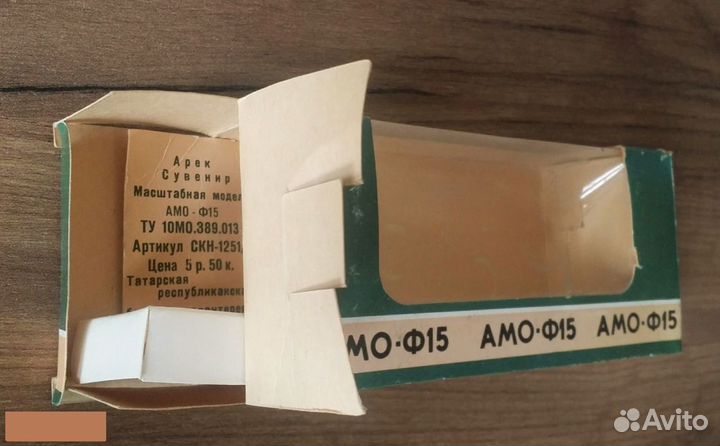 Арек
Сувенир
Масштабная модел
АМО - Ф15
ТУ 10МО.389.013
Артикул СКН-1251,
Цена 5 р. 50 к.
Татарская
республиканска
МО-Ф15 АМО-Ф15 АМО-Ф15
Avito